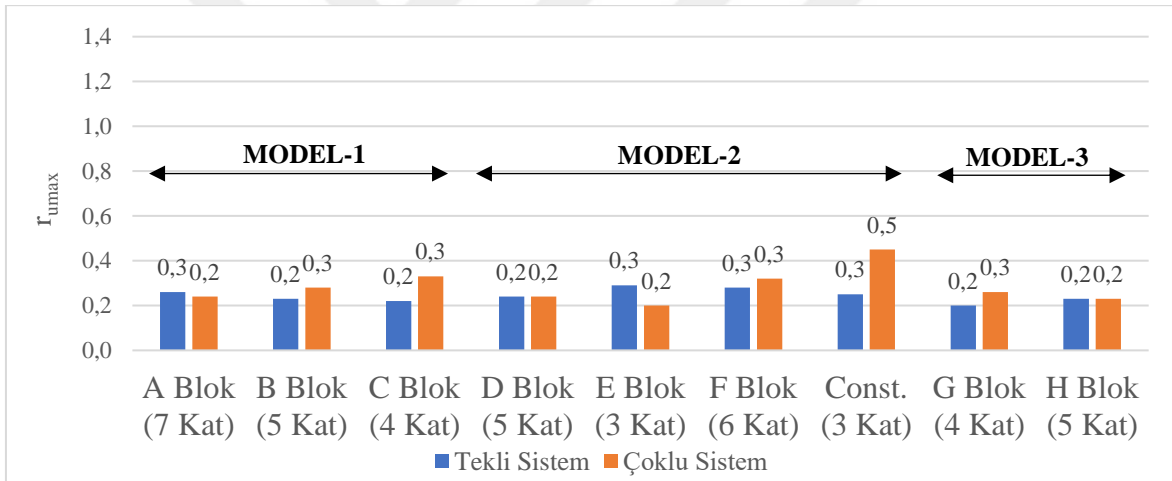 1,4
1,2
1,0
0,8
0,6
0,4
0,2
0,0
rumax
MODEL-1
MODEL-2
MODEL-3
0,3 0,2
0,2 0,3
0,2 0,3
0,2 0,2
0,3 0,2
0,3 0,3
0,3 0,5
0,2 0,3
0,2 0,2
A Blok B Blok C Blok D Blok E Blok F Blok Const. G Blok H Blok
(7 Kat) (5 Kat) (4 Kat) (5 Kat) (3 Kat) (6 Kat) (3 Kat) (4 Kat) (5 Kat)
Tekli Sistem Çoklu Sistem